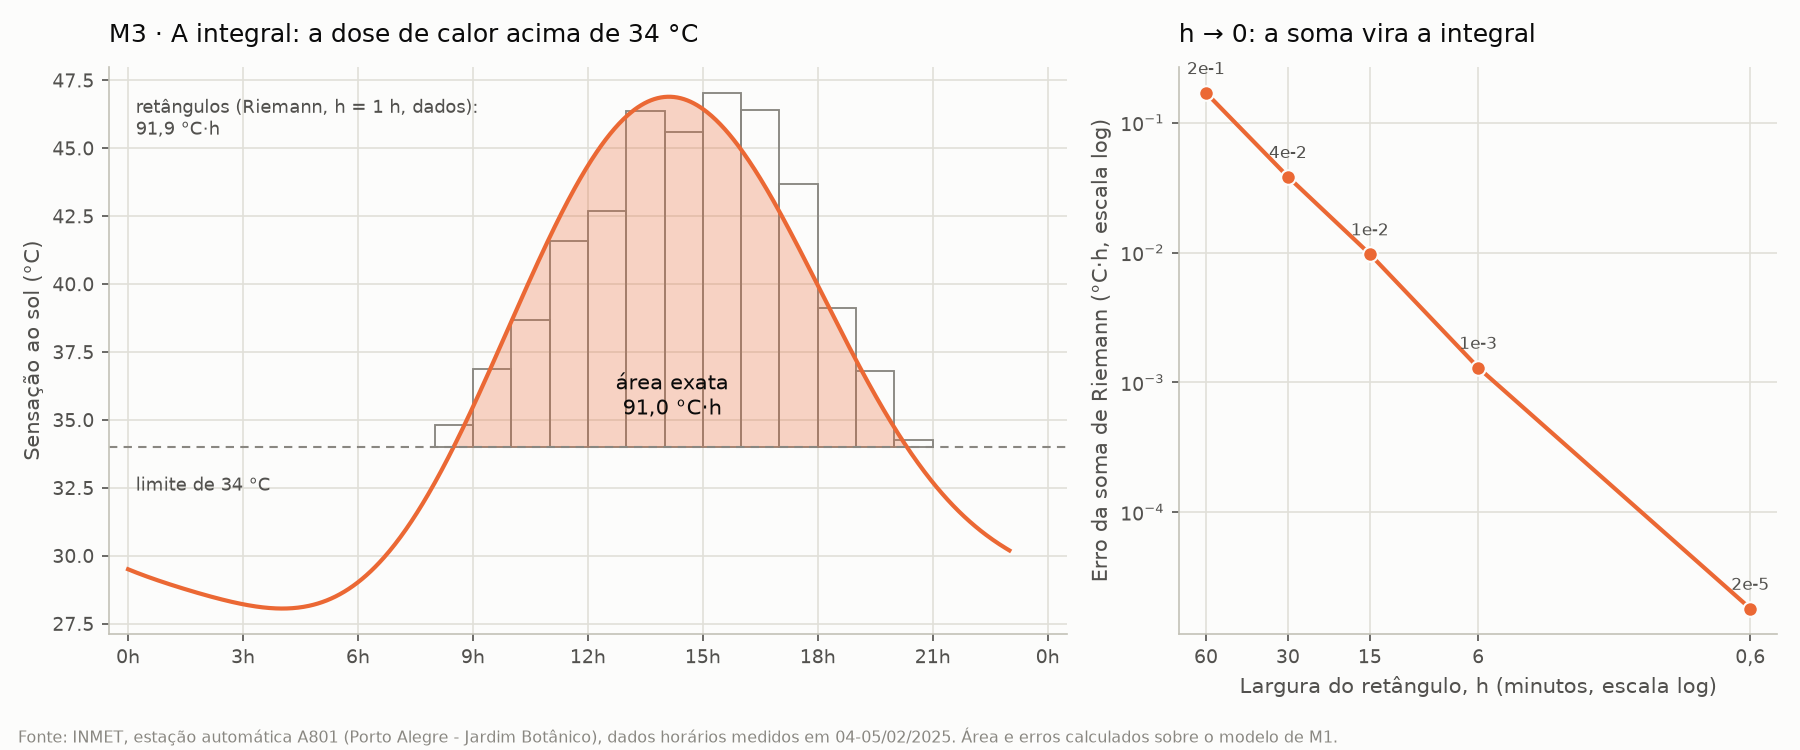 M3 · A integral: a dose de calor acima de 34 °C
Sensação ao sol (°C)
47.5
45.0
42.5
40.0
37.5
35.0
32.5
30.0
27.5
retângulos (Riemann, h = 1 h, dados):
91,9 °C·h
área exata
91,0 °C·h
limite de 34 °C
0h 3h 6h 9h 12h 15h 18h 21h 0h
h → 0: a soma vira a integral
Erro da soma de Riemann (°C·h, escala log)
10⁻¹
10⁻²
10⁻³
10⁻⁴
2e-1
4e-2
1e-2
1e-3
2e-5
60 30 15 6 0,6
Largura do retângulo, h (minutos, escala log)
Fonte: INMET, estação automática A801 (Porto Alegre - Jardim Botânico), dados horários medidos em 04-05/02/2025. Área e erros calculados sobre o modelo de M1.